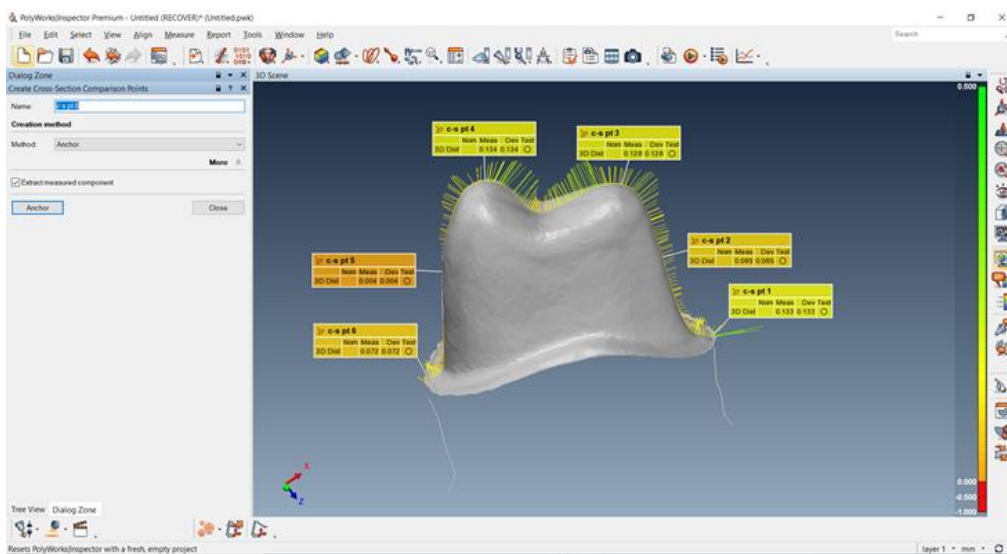 PolyWorks|Inspector Premium - Untitled (RECOVER)* (Untitled.pwk)
File Edit Select View Align Measure Report Tools Window Help
Search
Dialog Zone
3D Scene
Create Cross-Section Comparison Points
Name:
Creation method
Method: Anchor
More
Extract measured component
Anchor Close
0.500
c-s pt 4
Nom Meas Dev Test
3D Dist 0.134 0.134
c-s pt 3
Nom Meas Dev Test
3D Dist 0.129 0.129
c-s pt 5
Nom Meas Dev Test
3D Dist 0.004 0.004
c-s pt 2
Nom Meas Dev Test
3D Dist 0.085 0.085
c-s pt 1
Nom Meas Dev Test
3D Dist 0.133 0.133
c-s pt 6
Nom Meas Dev Test
3D Dist 0.072 0.072
X
Z
0.000
-0.500
-1.000
Tree View Dialog Zone
Resets PolyWorks|Inspector with a fresh, empty project
layer 1 mm